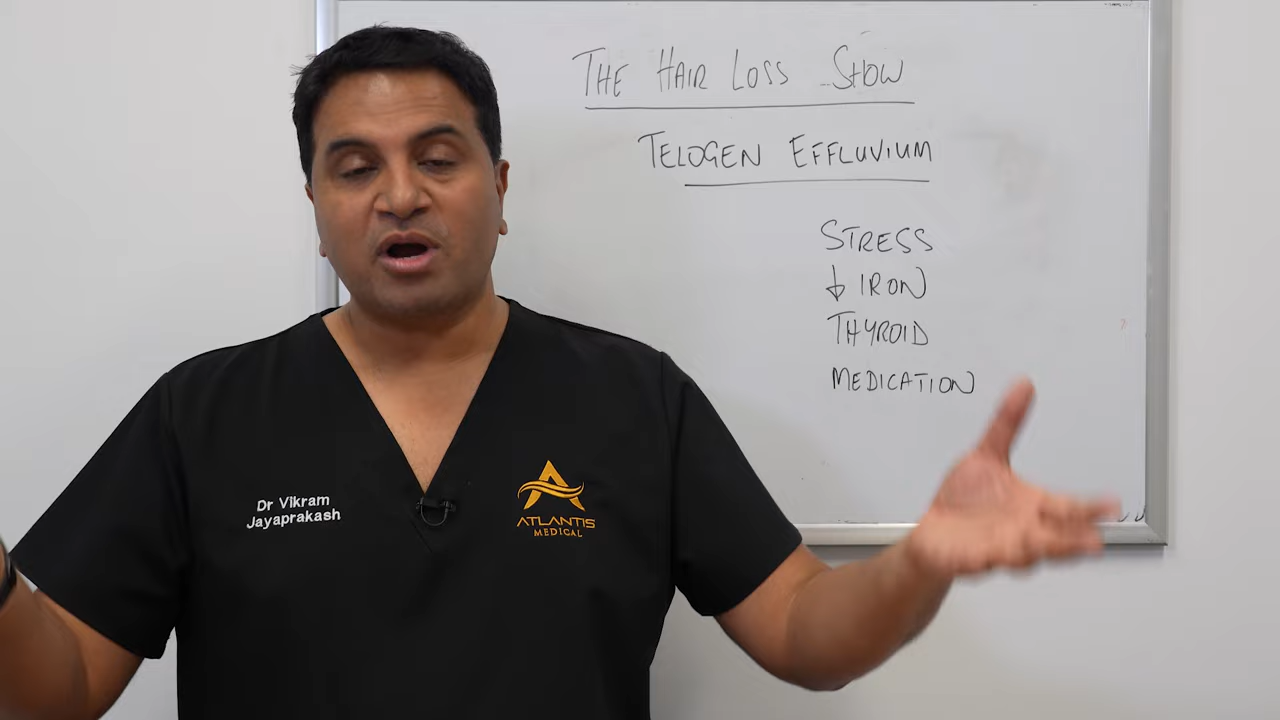 THE HAIR LOSS SHOW
TELOGEN EFFLUVIUM
STRESS
↓ IRON
THYROID
MEDICATION
Dr Vikram
Jayaprakash
ATLANTIS
MEDICAL